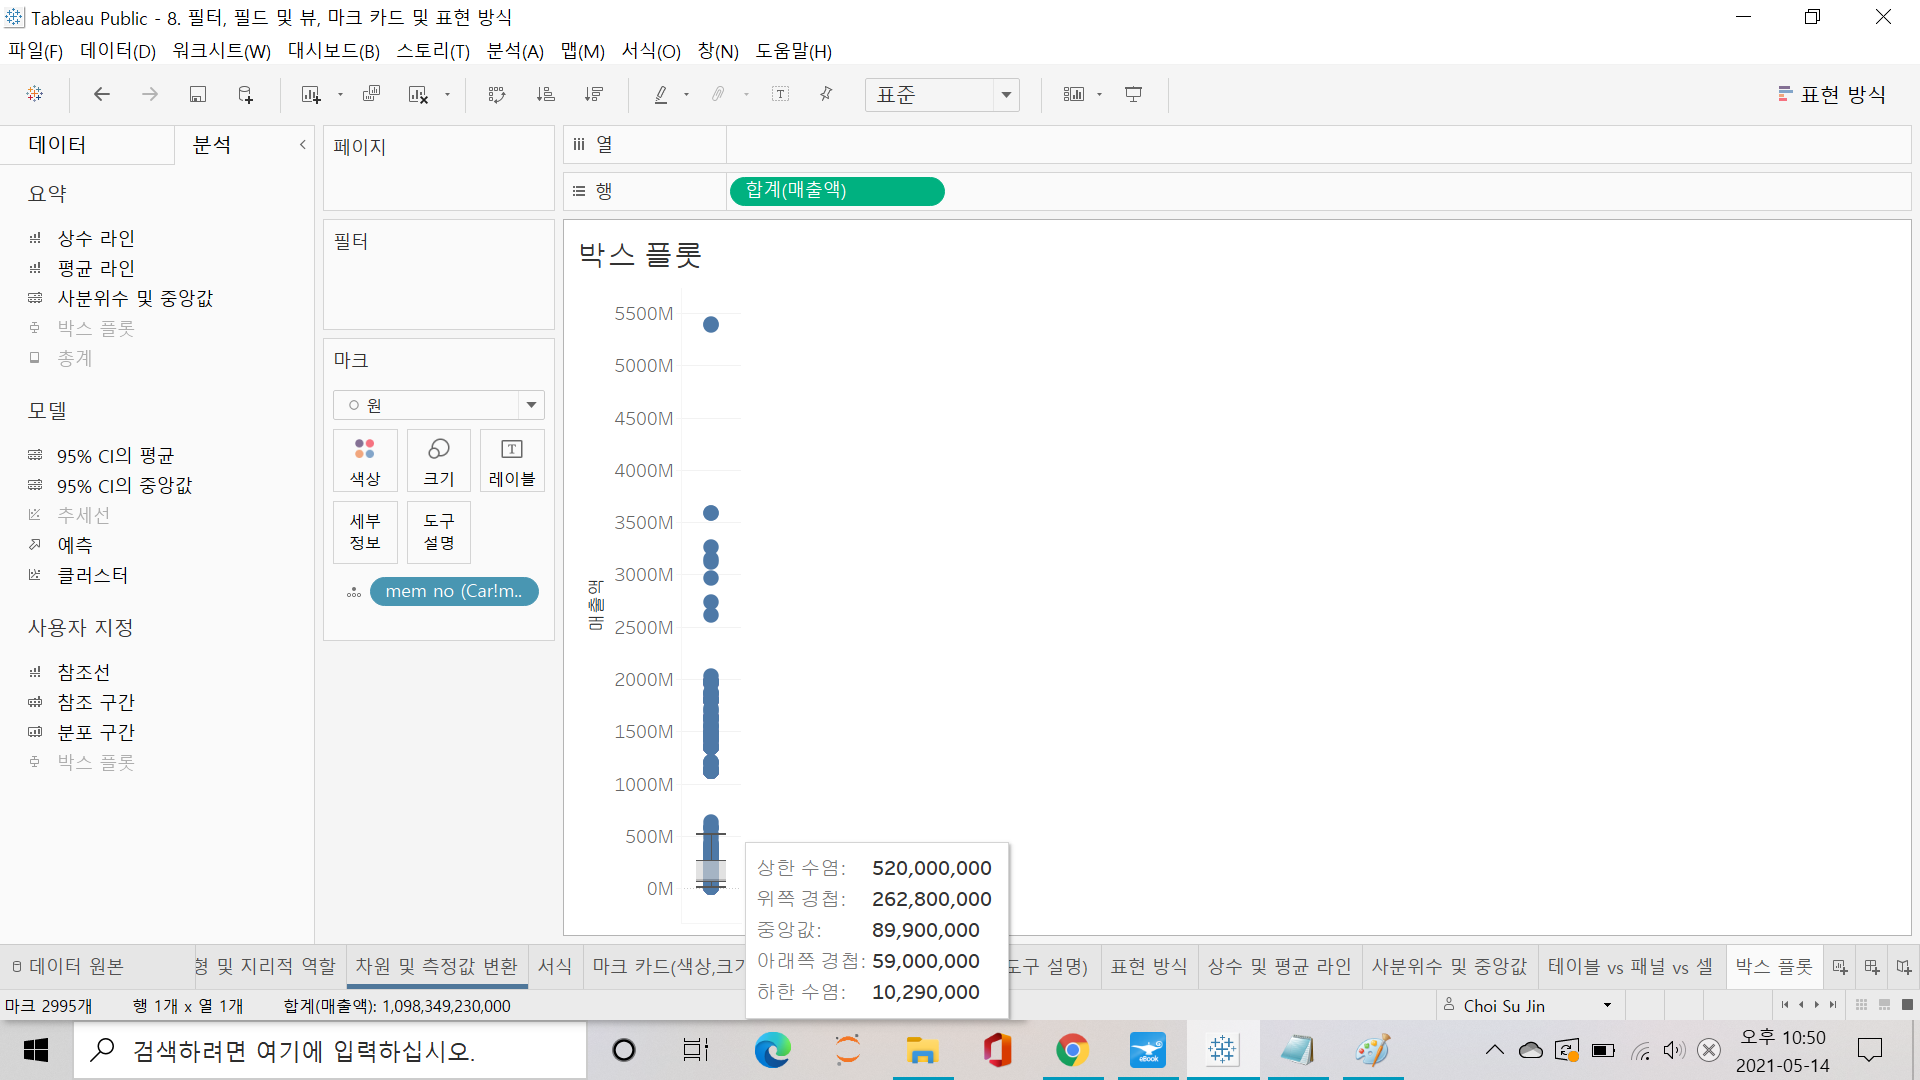 Tableau Public - 8. 필터, 필드 및 뷰, 마크 카드 및 표현 방식
파일(F) 데이터(D) 워크시트(W) 대시보드(B) 스토리(T) 분석(A) 맵(M) 서식(O) 창(N) 도움말(H)
표준
표현 방식
데이터
분석
요약
상수 라인
평균 라인
사분위수 및 중앙값
박스 플롯
총계
모델
95% CI의 평균
95% CI의 중앙값
추세선
예측
클러스터
사용자 지정
참조선
참조 구간
분포 구간
박스 플롯
페이지
필터
마크
원
색상 크기 레이블
세부 정보
도구 설명
mem no (Car!m..
열
행 합계(매출액)
박스 플롯
매출액
5500M
5000M
4500M
4000M
3500M
3000M
2500M
2000M
1500M
1000M
500M
0M
상한 수염: 520,000,000
위쪽 경첩: 262,800,000
중앙값: 89,900,000
아래쪽 경첩: 59,000,000
하한 수염: 10,290,000
데이터 원본 형 및 지리적 역할 차원 및 측정값 변환 서식 마크 카드(색상,크기 도구 설명) 표현 방식 상수 및 평균 라인 사분위수 및 중앙값 테이블 vs 패널 vs 셀 박스 플롯
마크 2995개 행 1개 x 열 1개 합계(매출액): 1,098,349,230,000 Choi Su Jin
검색하려면 여기에 입력하십시오.
eBook
오후 10:50
2021-05-14